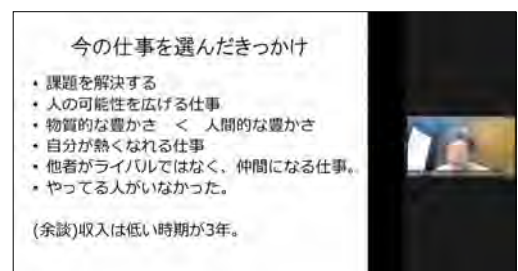 今の仕事を選んだきっかけ
・課題を解決する
・人の可能性を広げる仕事
・物質的な豊かさ　＜　人間的な豊かさ
・自分が熱くなれる仕事
・他者がライバルではなく、仲間になる仕事。
・やってる人がいなかった。
(余談)収入は低い時期が3年。